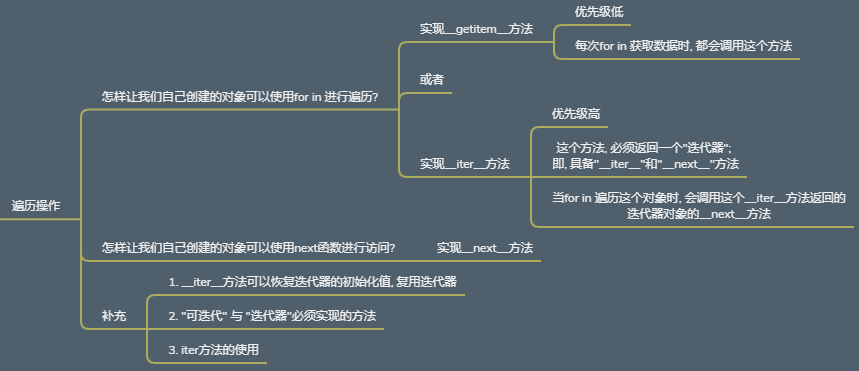 遍历操作
怎样让我们自己创建的对象可以使用for in 进行遍历?
实现__getitem__方法
优先级低
每次for in 获取数据时, 都会调用这个方法
或者
实现__iter__方法
优先级高
这个方法, 必须返回一个"迭代器";
即, 具备"__iter__"和"__next__"方法
当for in 遍历这个对象时, 会调用这个__iter__方法返回的
迭代器对象的__next__方法
怎样让我们自己创建的对象可以使用next函数进行访问?
实现__next__方法
补充
1. __iter__方法可以恢复迭代器的初始化值, 复用迭代器
2. "可迭代" 与 "迭代器"必须实现的方法
3. iter方法的使用